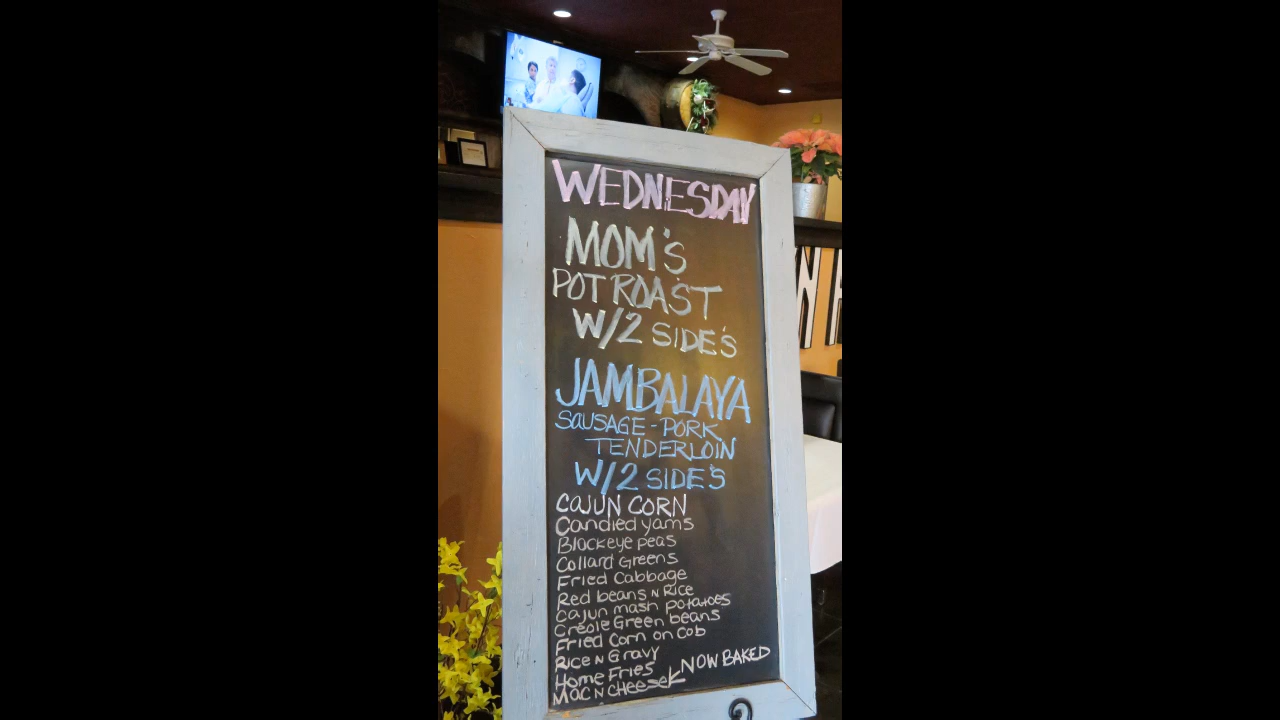 WEDNESDAY
MOM'S
POT ROAST
W/2 SIDE'S
JAMBALAYA
SAUSAGE - PORK
TENDERLOIN
W/2 SIDE'S
CAJUN CORN
Candied yams
Blackeye peas
Collard Greens
Fried Cabbage
Red beans N Rice
Cajun mash potatoes
Creole Green beans
Fried Corn on Cob
Rice N Gravy
Home Fries
MAC N CHeese NOW BAKED